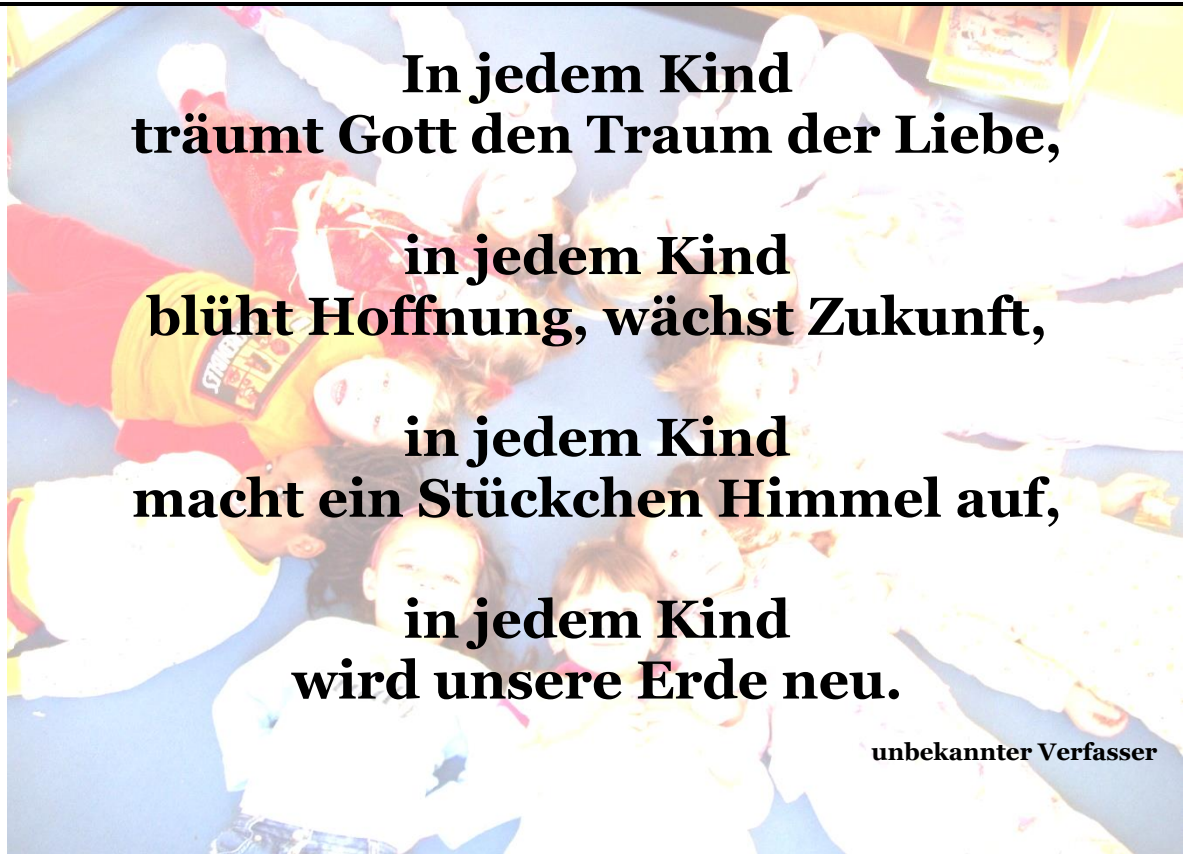 In jedem Kind
träumt Gott den Traum der Liebe,
in jedem Kind
blüht Hoffnung, wächst Zukunft,
in jedem Kind
macht ein Stückchen Himmel auf,
in jedem Kind
wird unsere Erde neu.
unbekannter Verfasser